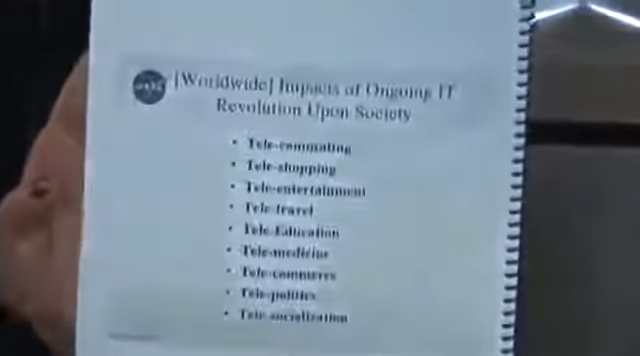 [Worldwide] Impacts of Ongoing IT
Revolution Upon Society
• Tele-commuting
• Tele-shopping
• Tele-entertainment
• Tele-travel
• Tele-Education
• Tele-medicine
• Tele-commerce
• Tele-politics
• Tele-socialization